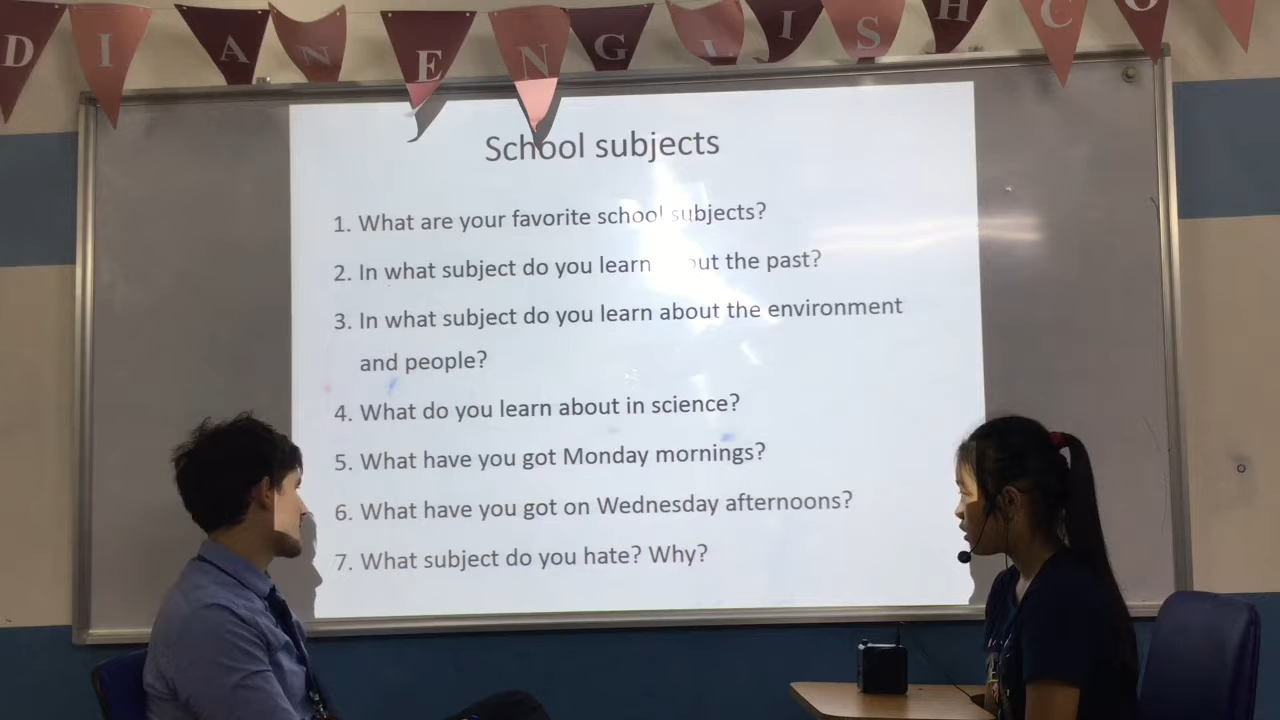 DIAN ENGLISH CO
School subjects
1. What are your favorite school subjects?
2. In what subject do you learn the past?
3. In what subject do you learn about the environment
and people?
4. What do you learn about in science?
5. What have you got Monday mornings?
6. What have you got on Wednesday afternoons?
7. What subject do you hate? Why?